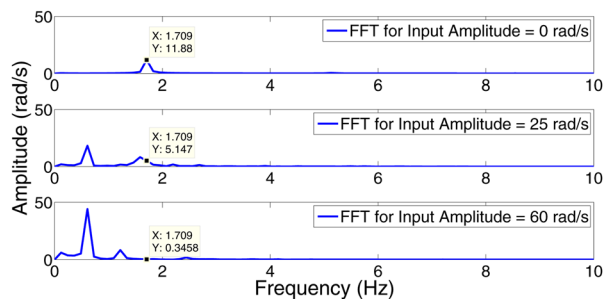 50
0
X: 1.709
Y: 11.88
FFT for Input Amplitude = 0 rad/s
0 2 4 6 8 10
Amplitude (rad/s)
50
0
X: 1.709
Y: 5.147
FFT for Input Amplitude = 25 rad/s
0 2 4 6 8 10
50
0
X: 1.709
Y: 0.3458
FFT for Input Amplitude = 60 rad/s
0 2 4 6 8 10
Frequency (Hz)